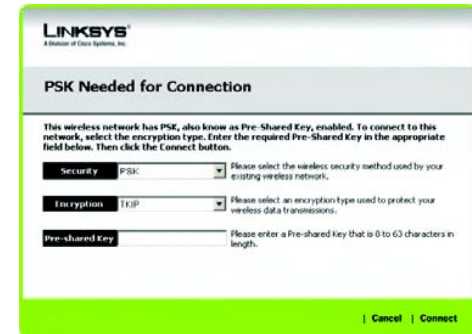 LINKSYS®
A Division of Cisco Systems, Inc.
PSK Needed for Connection
This wireless network has PSK, also know as Pre-Shared Key, enabled. To connect to this
network, select the encryption type. Enter the required Pre-Shared Key in the appropriate
field below. Then click the Connect button.
Security PSK Please select the wireless security method used by your
existing wireless network.
Encryption TKIP Please select an encryption type used to protect your
wireless data transmissions.
Pre-shared Key Please enter a Pre-shared Key that is 8 to 63 characters in
length.
| Cancel | Connect